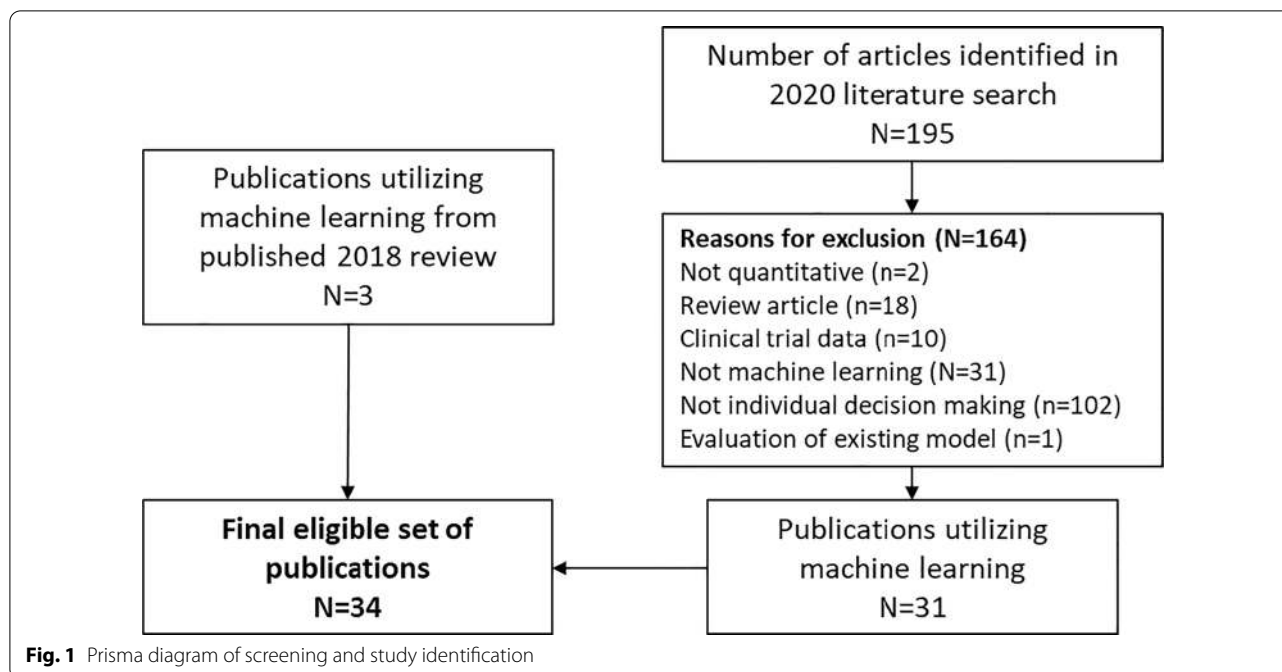 Number of articles identified in
2020 literature search
N=195
Publications utilizing
machine learning from
published 2018 review
N=3
Reasons for exclusion (N=164)
Not quantitative (n=2)
Review article (n=18)
Clinical trial data (n=10)
Not machine learning (N=31)
Not individual decision making (n=102)
Evaluation of existing model (n=1)
Final eligible set of
publications
N=34
Publications utilizing
machine learning
N=31
Fig. 1 Prisma diagram of screening and study identification